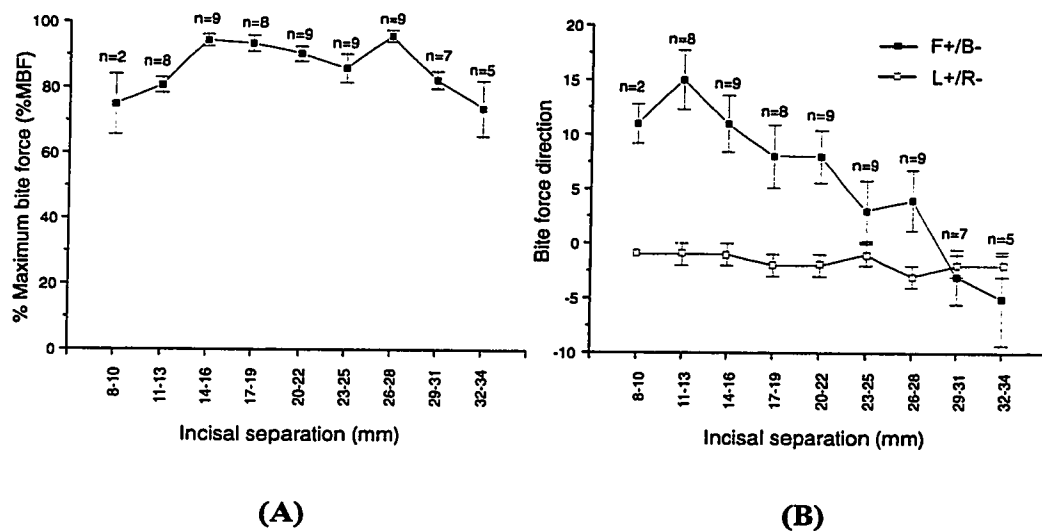 % Maximum bite force (%MBF)
100
80
60
40
20
0
n=2
n=8
n=9
n=8
n=9
n=9
n=9
n=7
n=5
8-10
11-13
14-16
17-19
20-22
23-25
26-28
29-31
32-34
Incisal separation (mm)
(A)
Bite force direction
20
15
10
5
0
-5
-10
n=2
n=8
n=9
n=8
n=9
n=9
n=9
n=7
n=5
F+/B-
L+/R-
8-10
11-13
14-16
17-19
20-22
23-25
26-28
29-31
32-34
Incisal separation (mm)
(B)